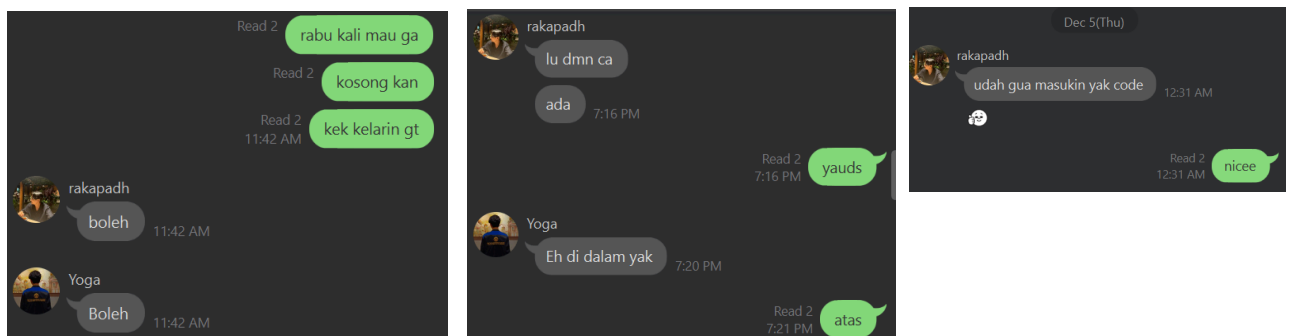 Read 2
rabu kali mau ga
Read 2
kosong kan
Read 2
11:42 AM
kek kelarin gt
rakapadh
boleh
11:42 AM
Yoga
Boleh
11:42 AM
rakapadh
lu dmn ca
ada
7:16 PM
Read 2
7:16 PM
yauds
Yoga
Eh di dalam yak
7:20 PM
Read 2
7:21 PM
atas
Dec 5(Thu)
rakapadh
udah gua masukin yak code
12:31 AM
Read 2
12:31 AM
nicee